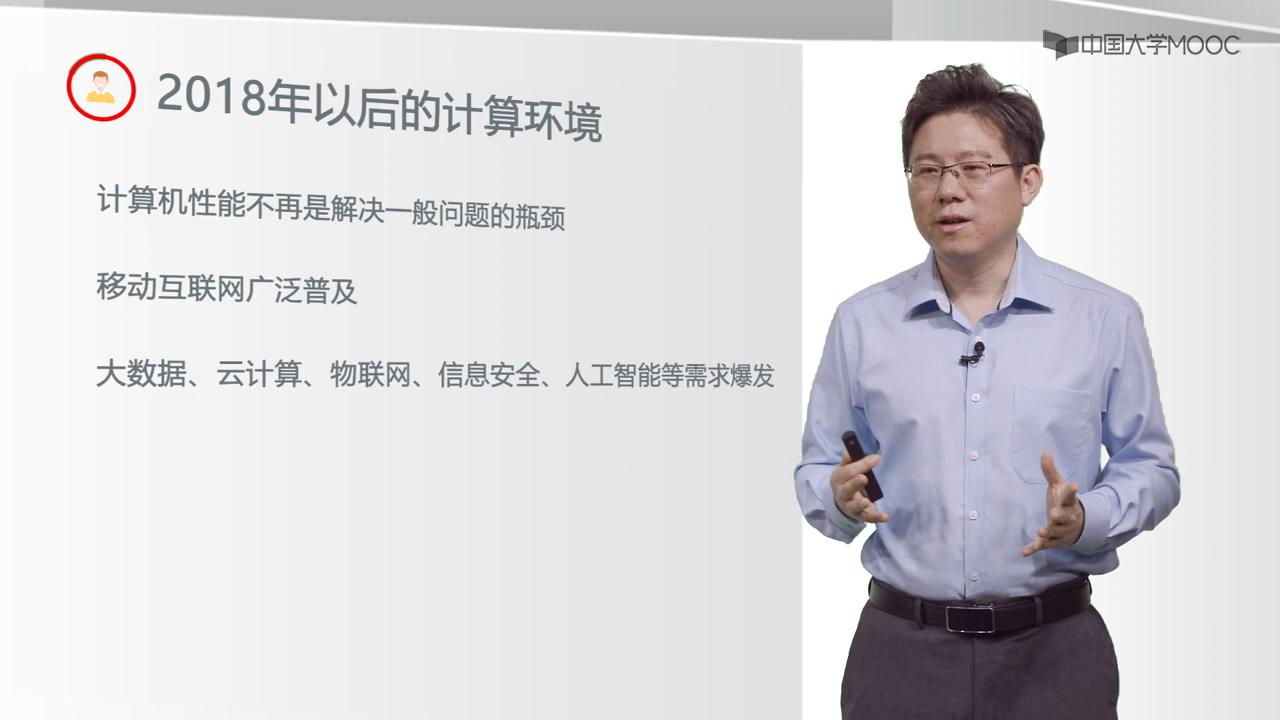 中国大学MOOC
2018年以后的计算环境
计算机性能不再是解决一般问题的瓶颈
移动互联网广泛普及
大数据、云计算、物联网、信息安全、人工智能等需求爆发